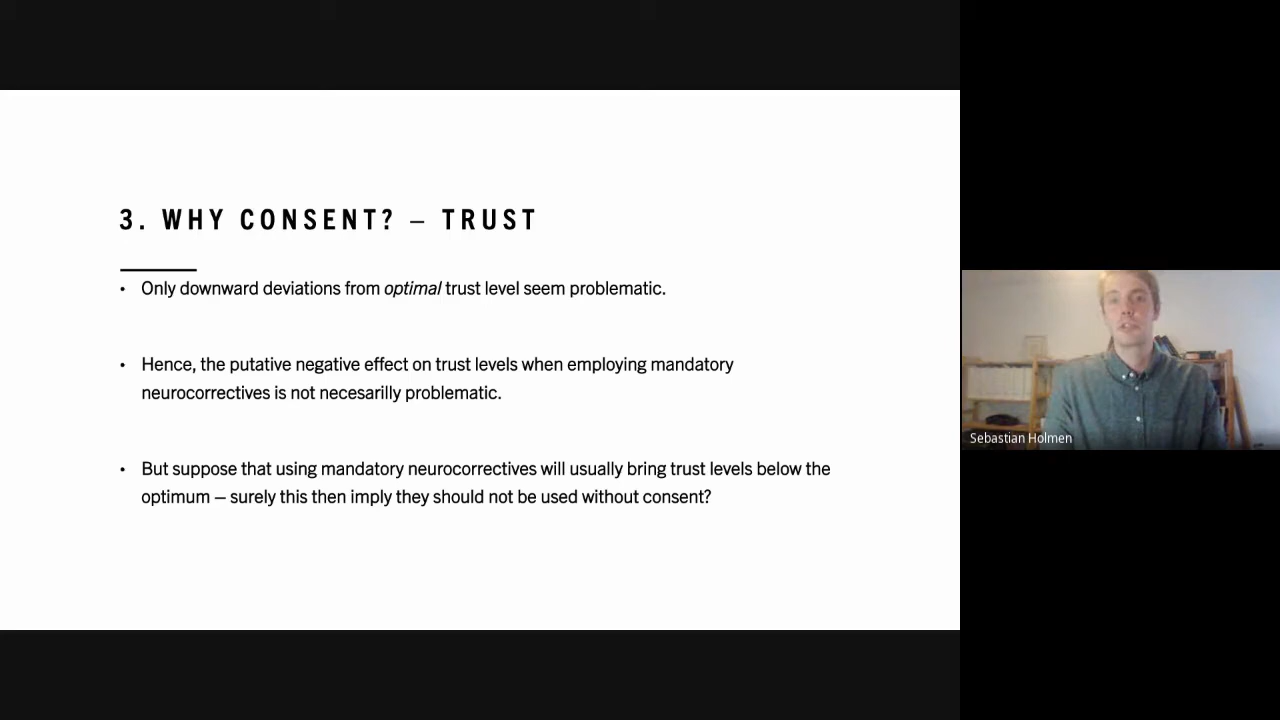 3. WHY CONSENT? – TRUST
• Only downward deviations from optimal trust level seem problematic.
• Hence, the putative negative effect on trust levels when employing mandatory
neurocorrectives is not necesarilly problematic.
• But suppose that using mandatory neurocorrectives will usually bring trust levels below the
optimum – surely this then imply they should not be used without consent?
Sebastian Holmen